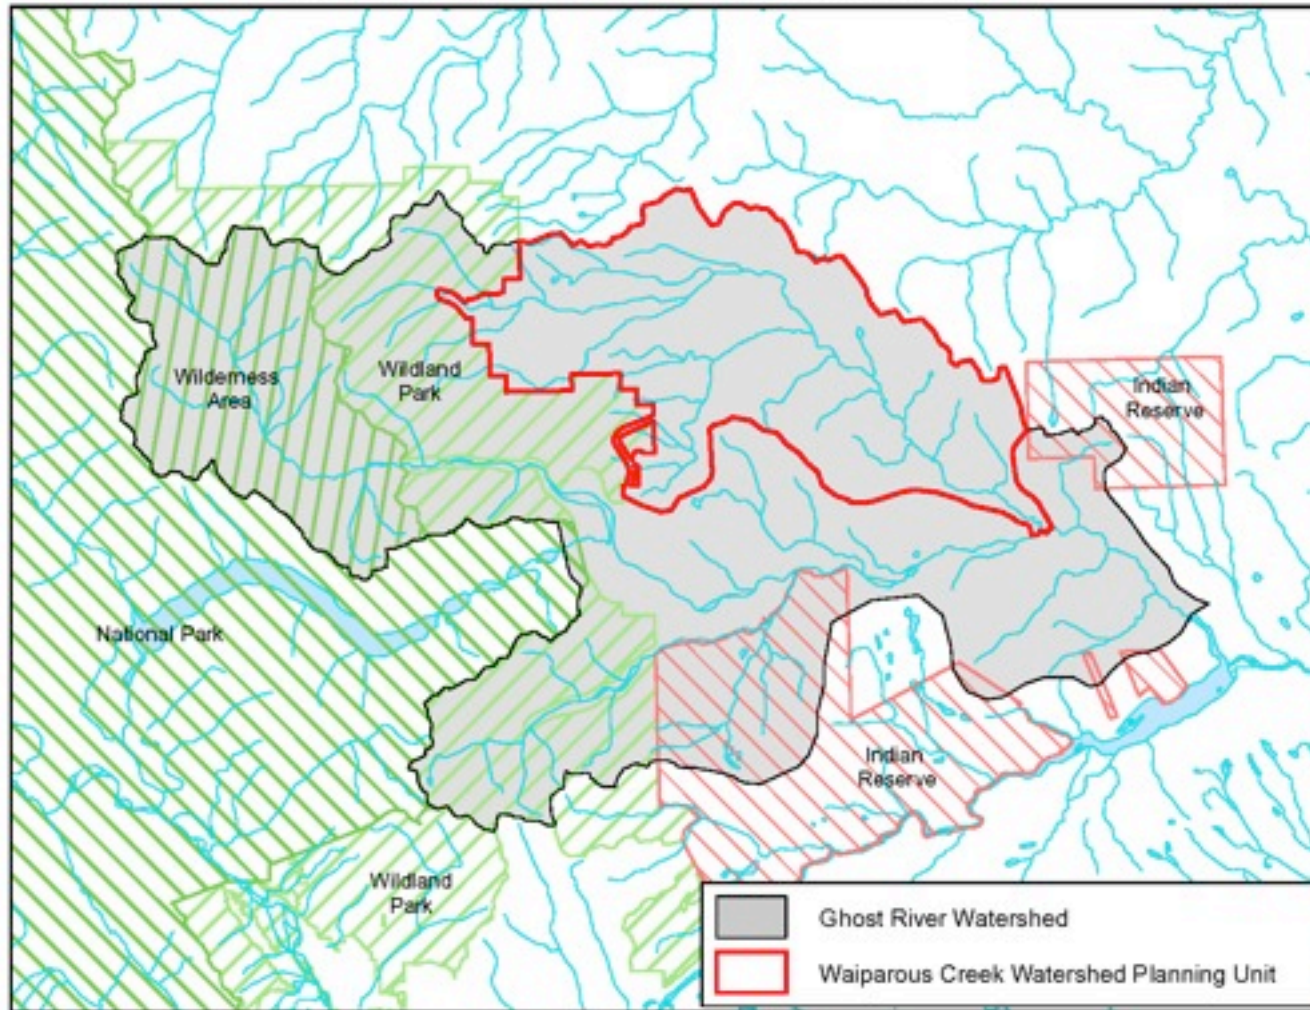 Wilderness
Area
Wildland
Park
Indian
Reserve
National Park
Indian
Reserve
Wildland
Park
Ghost River Watershed
Waiparous Creek Watershed Planning Unit